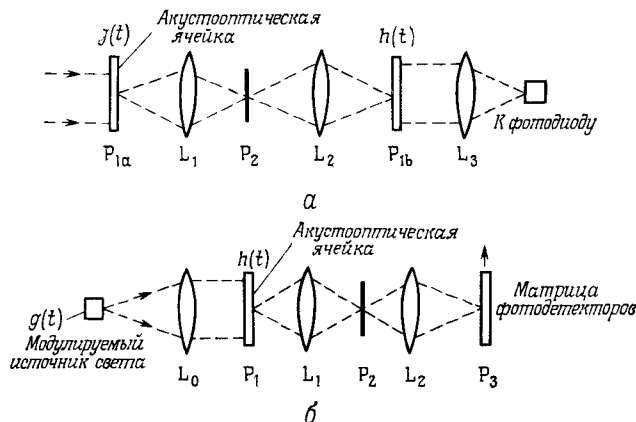 Акустооптическая
ячейка
g(t)
h(t)
К фотодиоду
P1a L1 P2 L2 P1b L3
а
Акустооптическая
ячейка
h(t)
Матрица
фотодетекторов
g(t)
Модулируемый
источник света
L0 P1 L1 P2 L2 P3
б